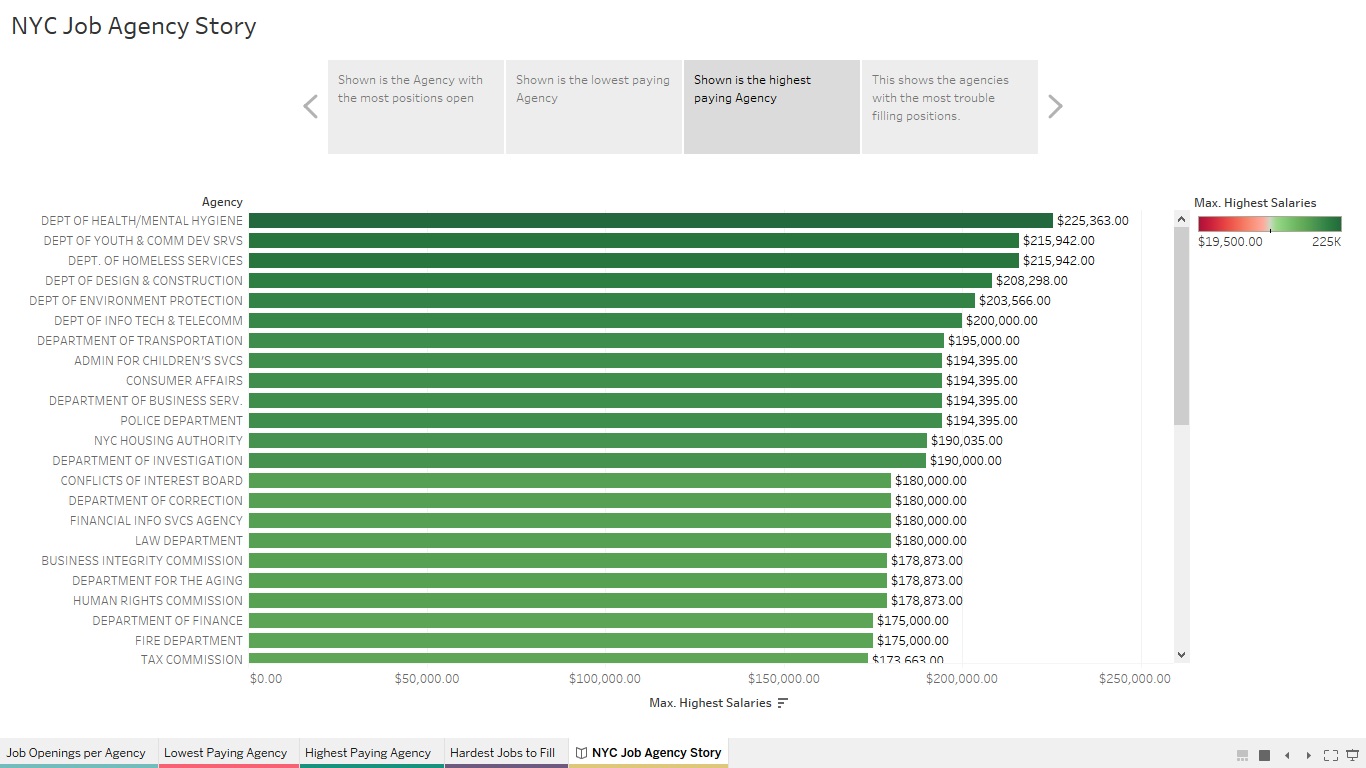 NYC Job Agency Story
Shown is the Agency with
the most positions open
Shown is the lowest paying
Agency
Shown is the highest
paying Agency
This shows the agencies
with the most trouble
filling positions.
Agency
DEPT OF HEALTH/MENTAL HYGIENE $225,363.00
DEPT OF YOUTH & COMM DEV SRVS $215,942.00
DEPT. OF HOMELESS SERVICES $215,942.00
DEPT OF DESIGN & CONSTRUCTION $208,298.00
DEPT OF ENVIRONMENT PROTECTION $203,566.00
DEPT OF INFO TECH & TELECOMM $200,000.00
DEPARTMENT OF TRANSPORTATION $195,000.00
ADMIN FOR CHILDREN'S SVCS $194,395.00
CONSUMER AFFAIRS $194,395.00
DEPARTMENT OF BUSINESS SERV. $194,395.00
POLICE DEPARTMENT $194,395.00
NYC HOUSING AUTHORITY $190,035.00
DEPARTMENT OF INVESTIGATION $190,000.00
CONFLICTS OF INTEREST BOARD $180,000.00
DEPARTMENT OF CORRECTION $180,000.00
FINANCIAL INFO SVCS AGENCY $180,000.00
LAW DEPARTMENT $180,000.00
BUSINESS INTEGRITY COMMISSION $178,873.00
DEPARTMENT FOR THE AGING $178,873.00
HUMAN RIGHTS COMMISSION $178,873.00
DEPARTMENT OF FINANCE $175,000.00
FIRE DEPARTMENT $175,000.00
TAX COMMISSION $173,663.00
$0.00 $50,000.00 $100,000.00 $150,000.00 $200,000.00 $250,000.00
Max. Highest Salaries
Max. Highest Salaries
$19,500.00 225K
Job Openings per Agency
Lowest Paying Agency
Highest Paying Agency
Hardest Jobs to Fill
NYC Job Agency Story